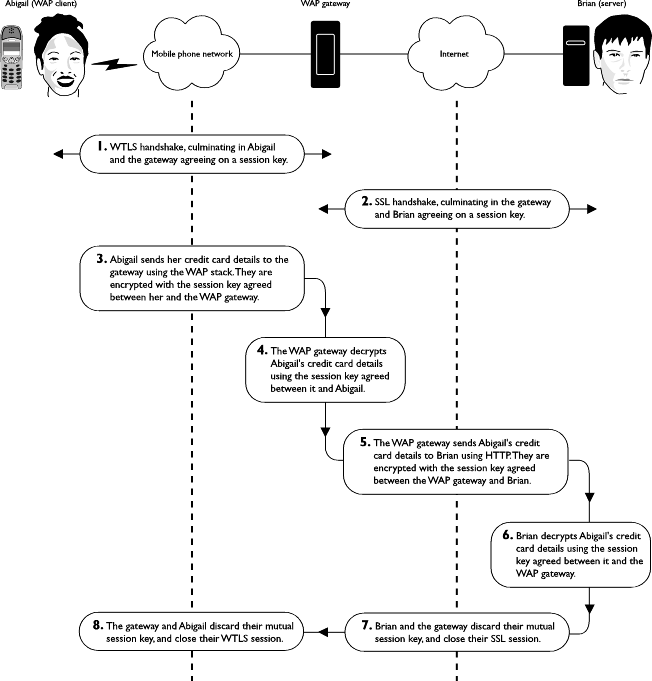 Abigail (WAP client)
WAP gateway
Brian (server)
Mobile phone network
Internet
1. WTLS handshake, culminating in Abigail
and the gateway agreeing on a session key.
2. SSL handshake, culminating in the gateway
and Brian agreeing on a session key.
3. Abigail sends her credit card details to the
gateway using the WAP stack. They are
encrypted with the session key agreed
between her and the WAP gateway.
4. The WAP gateway decrypts
Abigail's credit card details
using the session key agreed
between it and Abigail.
5. The WAP gateway sends Abigail's credit
card details to Brian using HTTP. They are
encrypted with the session key agreed
between the WAP gateway and Brian.
6. Brian decrypts Abigail's credit
card details using the session
key agreed between it and the
WAP gateway.
8. The gateway and Abigail discard their mutual
session key, and close their WTLS session.
7. Brian and the gateway discard their mutual
session key, and close their SSL session.